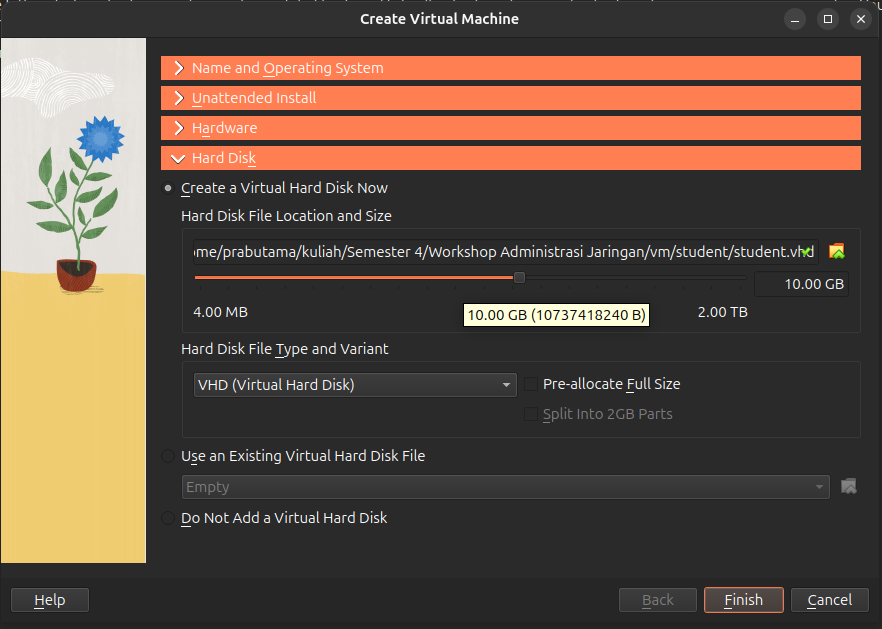 Create Virtual Machine
Name and Operating System
Unattended Install
Hardware
Hard Disk
Create a Virtual Hard Disk Now
Hard Disk File Location and Size
ome/prabutama/kuliah/Semester 4/Workshop Administrasi Jaringan/vm/student/student.vhd
10.00 GB
4.00 MB
10.00 GB (10737418240 B)
2.00 TB
Hard Disk File Type and Variant
VHD (Virtual Hard Disk)
Pre-allocate Full Size
Split Into 2GB Parts
Use an Existing Virtual Hard Disk File
Empty
Do Not Add a Virtual Hard Disk
Help
Back
Finish
Cancel